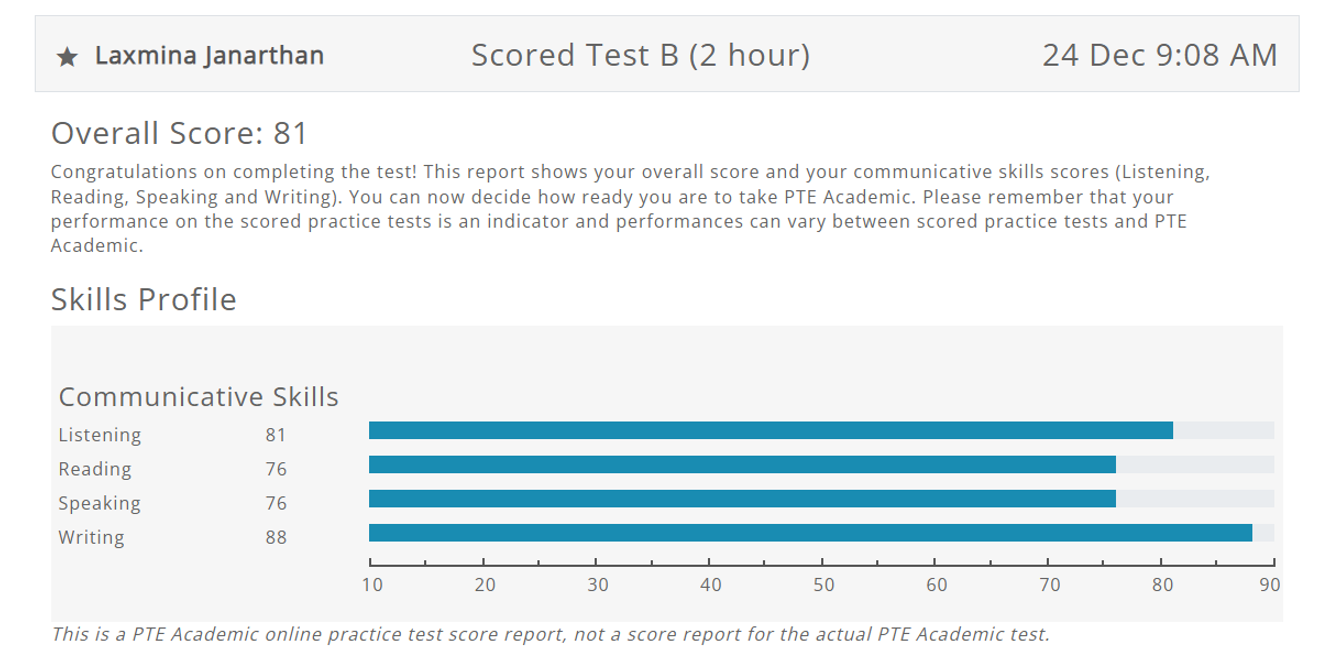 ★ Laxmina Janarthan Scored Test B (2 hour) 24 Dec 9:08 AM
Overall Score: 81
Congratulations on completing the test! This report shows your overall score and your communicative skills scores (Listening,
Reading, Speaking and Writing). You can now decide how ready you are to take PTE Academic. Please remember that your
performance on the scored practice tests is an indicator and performances can vary between scored practice tests and PTE
Academic.
Skills Profile
Communicative Skills
Listening 81
Reading 76
Speaking 76
Writing 88
10 20 30 40 50 60 70 80 90
This is a PTE Academic online practice test score report, not a score report for the actual PTE Academic test.